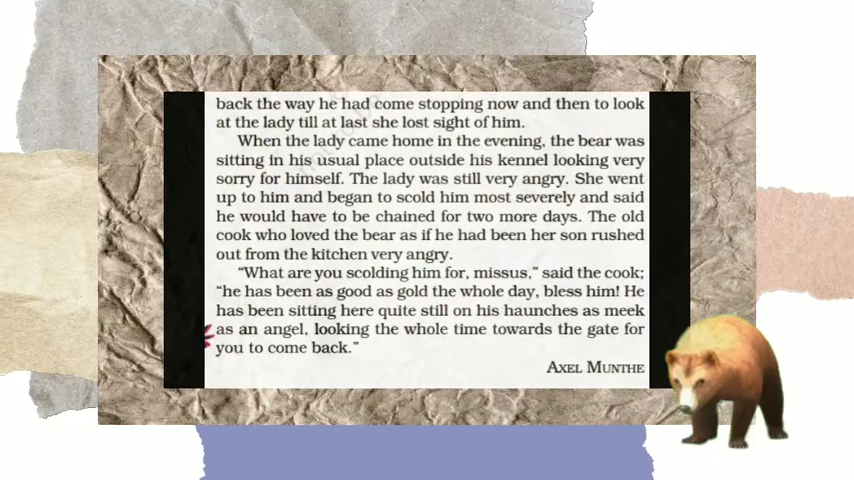 back the way he had come stopping now and then to look
at the lady till at last she lost sight of him.
When the lady came home in the evening, the bear was
sitting in his usual place outside his kennel looking very
sorry for himself. The lady was still very angry. She went
up to him and began to scold him most severely and said
he would have to be chained for two more days. The old
cook who loved the bear as if he had been her son rushed
out from the kitchen very angry.
“What are you scolding him for, missus,” said the cook;
“he has been as good as gold the whole day, bless him! He
has been sitting here quite still on his haunches as meek
as an angel, looking the whole time towards the gate for
you to come back.”
AXEL MUNTHE